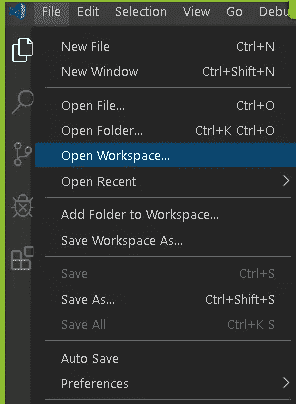 File Edit Selection View Go Debu
New File Ctrl+N
New Window Ctrl+Shift+N
Open File... Ctrl+O
Open Folder... Ctrl+K Ctrl+O
Open Workspace...
Open Recent
Add Folder to Workspace...
Save Workspace As...
Save Ctrl+S
Save As... Ctrl+Shift+S
Save All Ctrl+K S
Auto Save
Preferences